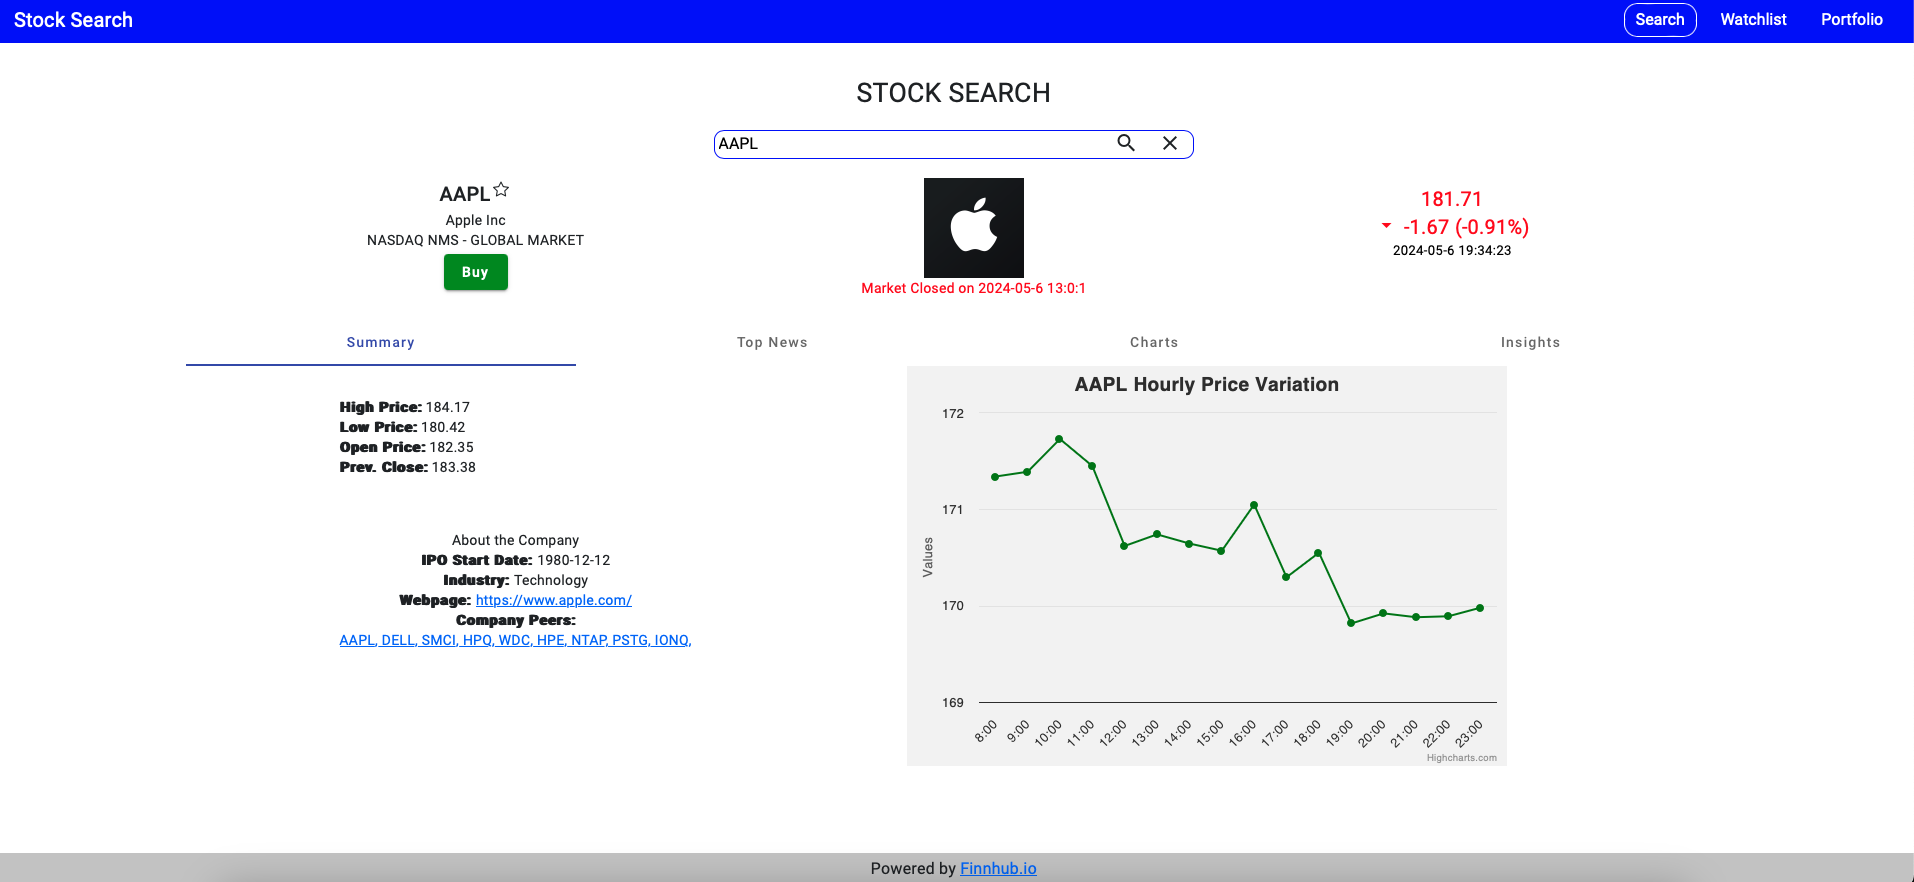 Stock Search
Search
Watchlist
Portfolio
STOCK SEARCH
AAPL
AAPL
Apple Inc
NASDAQ NMS - GLOBAL MARKET
Buy
Market Closed on 2024-05-6 13:0:1
181.71
-1.67 (-0.91%)
2024-05-6 19:34:23
Summary
Top News
Charts
Insights
High Price: 184.17
Low Price: 180.42
Open Price: 182.35
Prev. Close: 183.38
About the Company
IPO Start Date: 1980-12-12
Industry: Technology
Webpage: https://www.apple.com/
Company Peers:
AAPL, DELL, SMCI, HPQ, WDC, HPE, NTAP, PSTG, IONQ,
AAPL Hourly Price Variation
172
171
170
169
Values
8:00
9:00
10:00
11:00
12:00
13:00
14:00
15:00
16:00
17:00
18:00
19:00
20:00
21:00
22:00
23:00
Highcharts.com
Powered by Finnhub.io